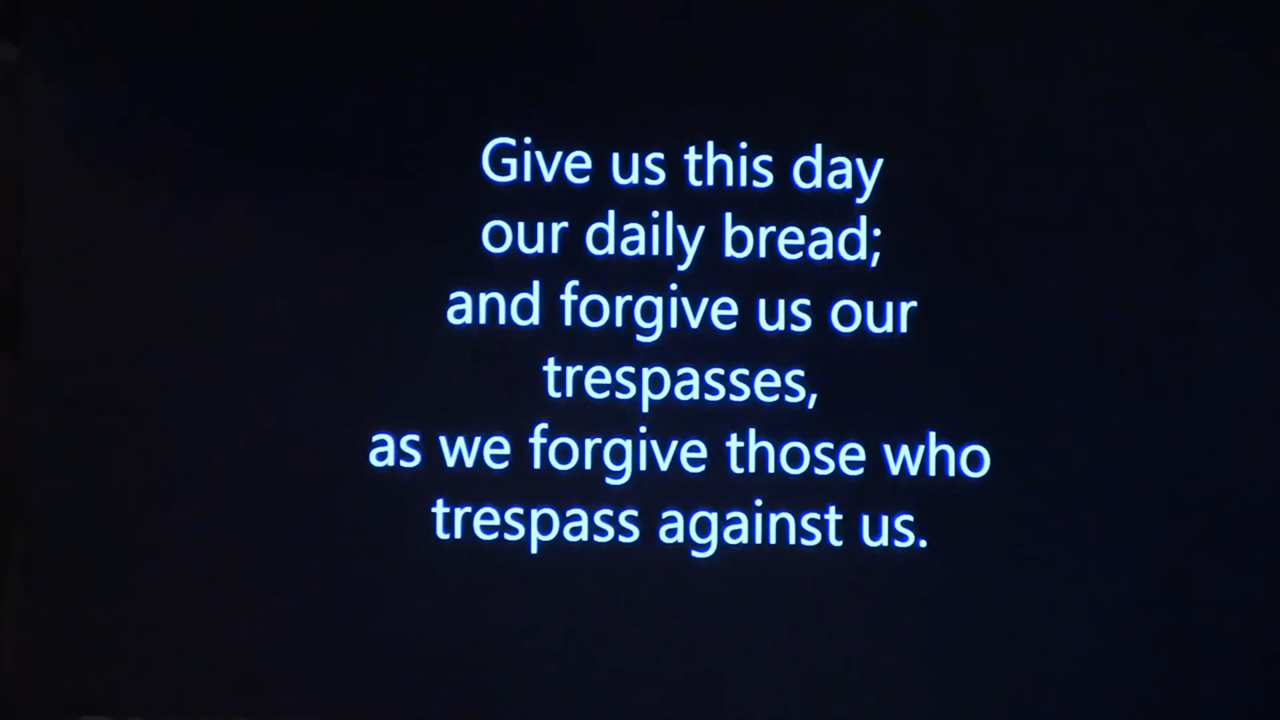 Give us this day
our daily bread;
and forgive us our
trespasses,
as we forgive those who
trespass against us.